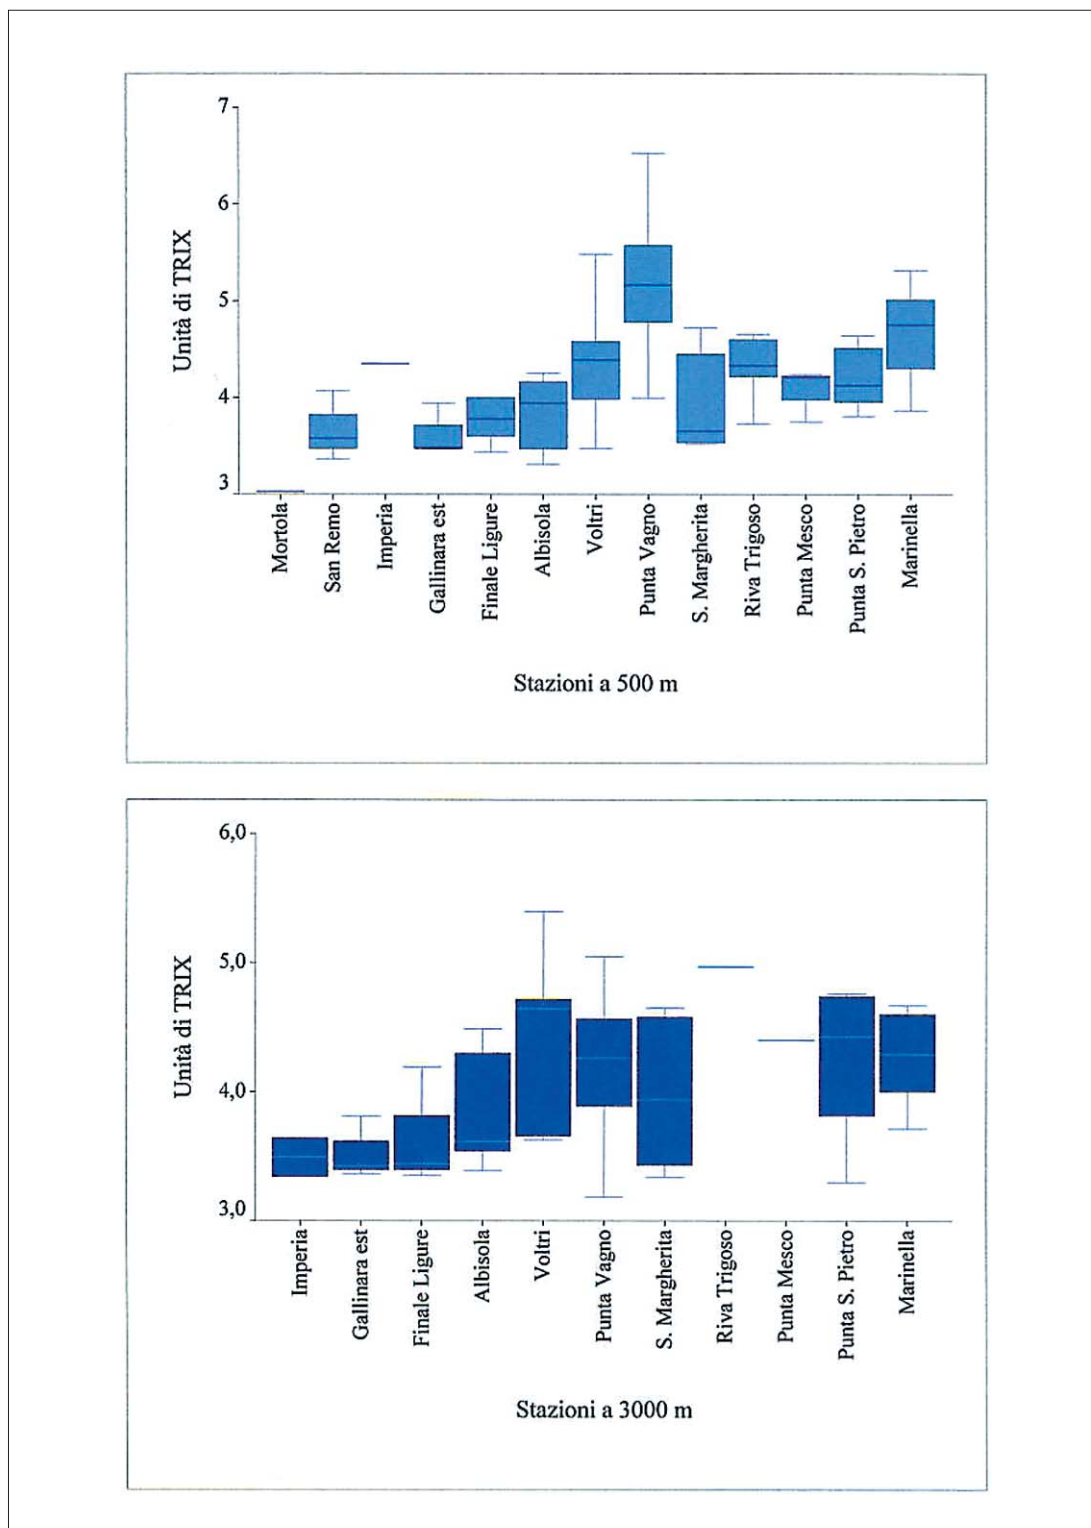 7
6
5
4
3
Unità di TRIX
Mortola
San Remo
Imperia
Gallinara est
Finale Ligure
Albisola
Voltri
Punta Vagno
S. Margherita
Riva Trigoso
Punta Mesco
Punta S. Pietro
Marinella
Stazioni a 500 m
6,0
5,0
4,0
3,0
Unità di TRIX
Imperia
Gallinara est
Finale Ligure
Albisola
Voltri
Punta Vagno
S. Margherita
Riva Trigoso
Punta Mesco
Punta S. Pietro
Marinella
Stazioni a 3000 m